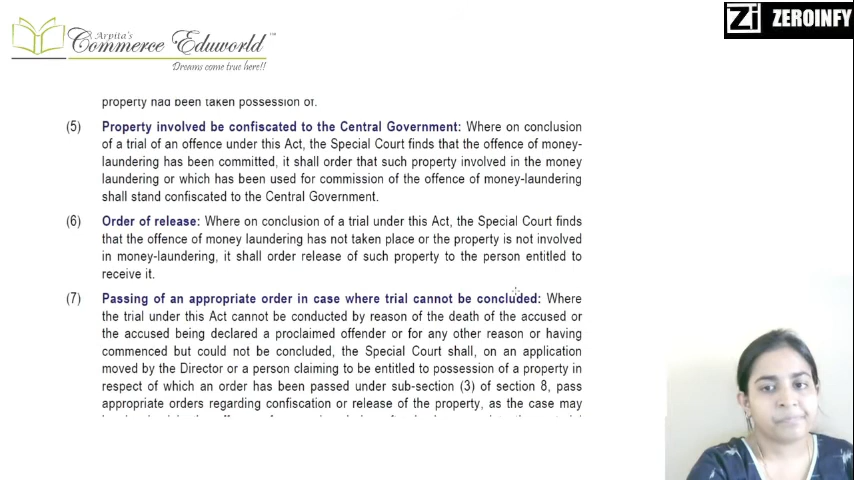 Zi ZEROINFY
Arpita's
Commerce Eduworld ™
Dreams come true here!!
property had been taken possession of.
(5) Property involved be confiscated to the Central Government: Where on conclusion
of a trial of an offence under this Act, the Special Court finds that the offence of money-
laundering has been committed, it shall order that such property involved in the money
laundering or which has been used for commission of the offence of money-laundering
shall stand confiscated to the Central Government.
(6) Order of release: Where on conclusion of a trial under this Act, the Special Court finds
that the offence of money laundering has not taken place or the property is not involved
in money-laundering, it shall order release of such property to the person entitled to
receive it.
(7) Passing of an appropriate order in case where trial cannot be concluded: Where
the trial under this Act cannot be conducted by reason of the death of the accused or
the accused being declared a proclaimed offender or for any other reason or having
commenced but could not be concluded, the Special Court shall, on an application
moved by the Director or a person claiming to be entitled to possession of a property in
respect of which an order has been passed under sub-section (3) of section 8, pass
appropriate orders regarding confiscation or release of the property, as the case may